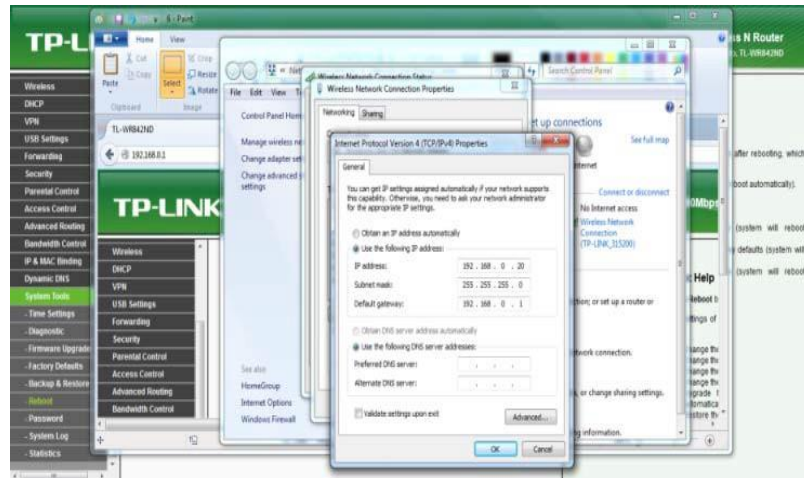 6 - Paint
Home View
Cut
Copy
Paste
Clipboard
Select
Crop
Resize
Rotate
Image
TP-LINK
ss N Router
TL-WR842ND
Wireless
DHCP
VPN
USB Settings
Forwarding
Security
Parental Control
Access Control
Advanced Routing
Bandwidth Control
IP & MAC Binding
Dynamic DNS
System Tools
- Time Settings
- Diagnostic
- Firmware Upgrade
- Factory Defaults
- Backup & Restore
- Reboot
- Password
- System Log
- Statistics
TL-WR842ND
192.168.0.1
TP-LINK
Wireless
DHCP
VPN
USB Settings
Forwarding
Security
Parental Control
Access Control
Advanced Routing
Bandwidth Control
Search Control Panel
File Edit View
Control Panel Home
Manage wireless ne
Change adapter set
Change advanced
settings
See also
HomeGroup
Internet Options
Windows Firewall
Wireless Network Connection Status
Wireless Network Connection Properties
Networking Sharing
Internet Protocol Version 4 (TCP/IPv4) Properties
General
You can get IP settings assigned automatically if your network supports
this capability. Otherwise, you need to ask your network administrator
for the appropriate IP settings.
Obtain an IP address automatically
Use the following IP address:
IP address: 192 . 168 . 0 . 20
Subnet mask: 255 . 255 . 255 . 0
Default gateway: 192 . 168 . 0 . 1
Obtain DNS server address automatically
Use the following DNS server addresses:
Preferred DNS server:
Alternate DNS server:
Validate settings upon exit
Advanced...
OK Cancel
et up connections
See full map
Internet
Connect or disconnect
No Internet access
Wireless Network
Connection
(TP-LINK_315200)
ction; or set up a router or
etwork connection.
s, or change sharing settings.
ng information.
after rebooting, which
boot automatically).
(system will reboot
defaults (system will
(system will reboot
Help